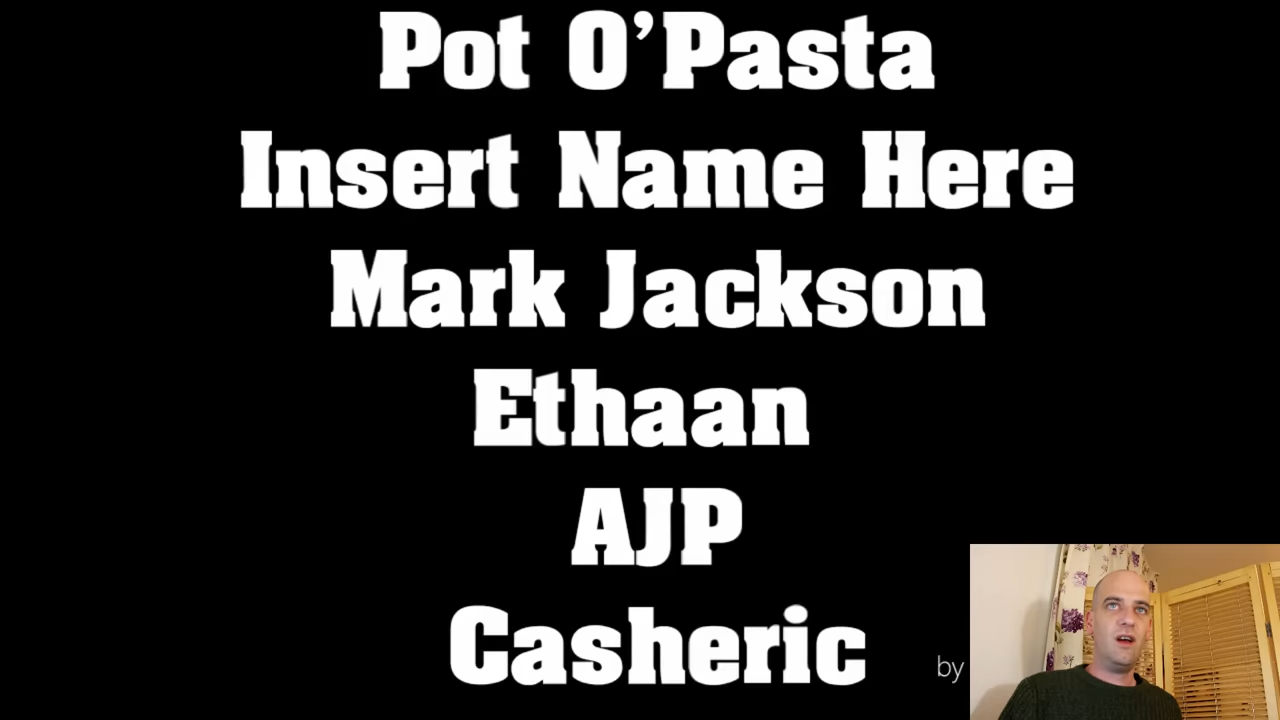 Pot O’Pasta
Insert Name Here
Mark Jackson
Ethaan
AJP
Casheric
by